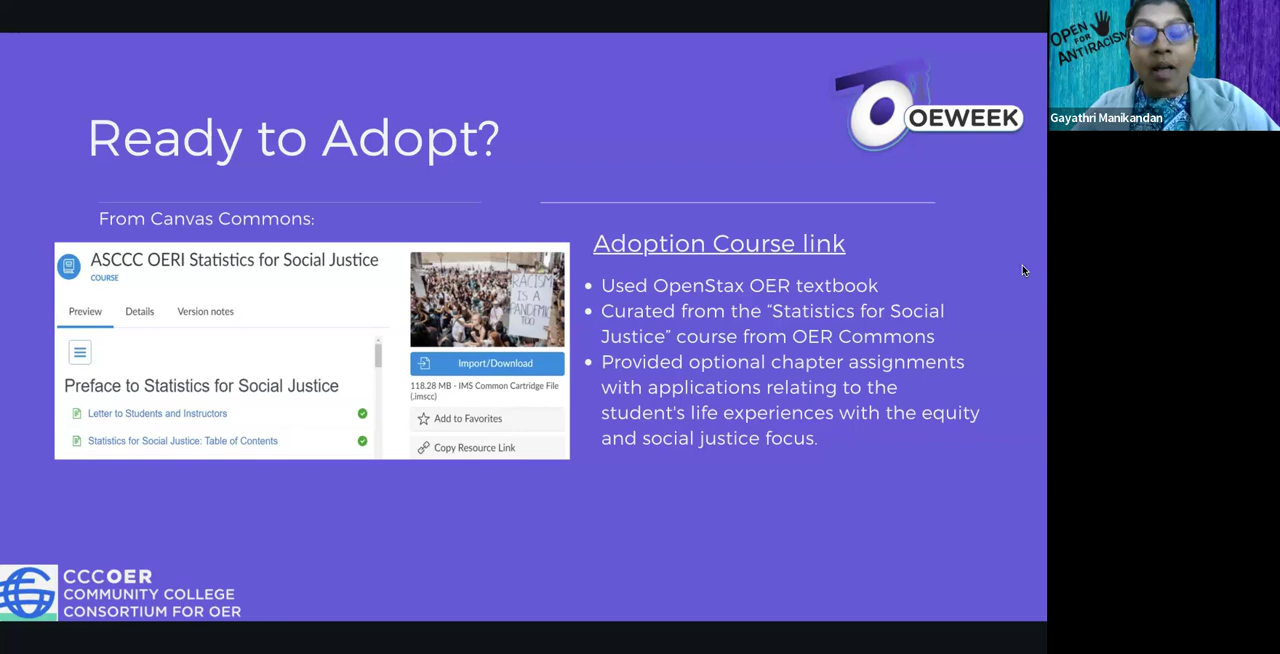 Ready to Adopt?
OEWEEK
From Canvas Commons:
ASCCC OERI Statistics for Social Justice
COURSE
Preview
Details
Version notes
Preface to Statistics for Social Justice
Letter to Students and Instructors
Statistics for Social Justice: Table of Contents
RACISM
IS A
PANDEMIC
TOO
Import/Download
118.28 MB - IMS Common Cartridge File
(.imscc)
Add to Favorites
Copy Resource Link
Adoption Course link
• Used OpenStax OER textbook
• Curated from the “Statistics for Social
Justice” course from OER Commons
• Provided optional chapter assignments
with applications relating to the
student's life experiences with the equity
and social justice focus.
CCCOER
COMMUNITY COLLEGE
CONSORTIUM FOR OER
OPEN
FOR
ANTIRACISM
Gayathri Manikandan